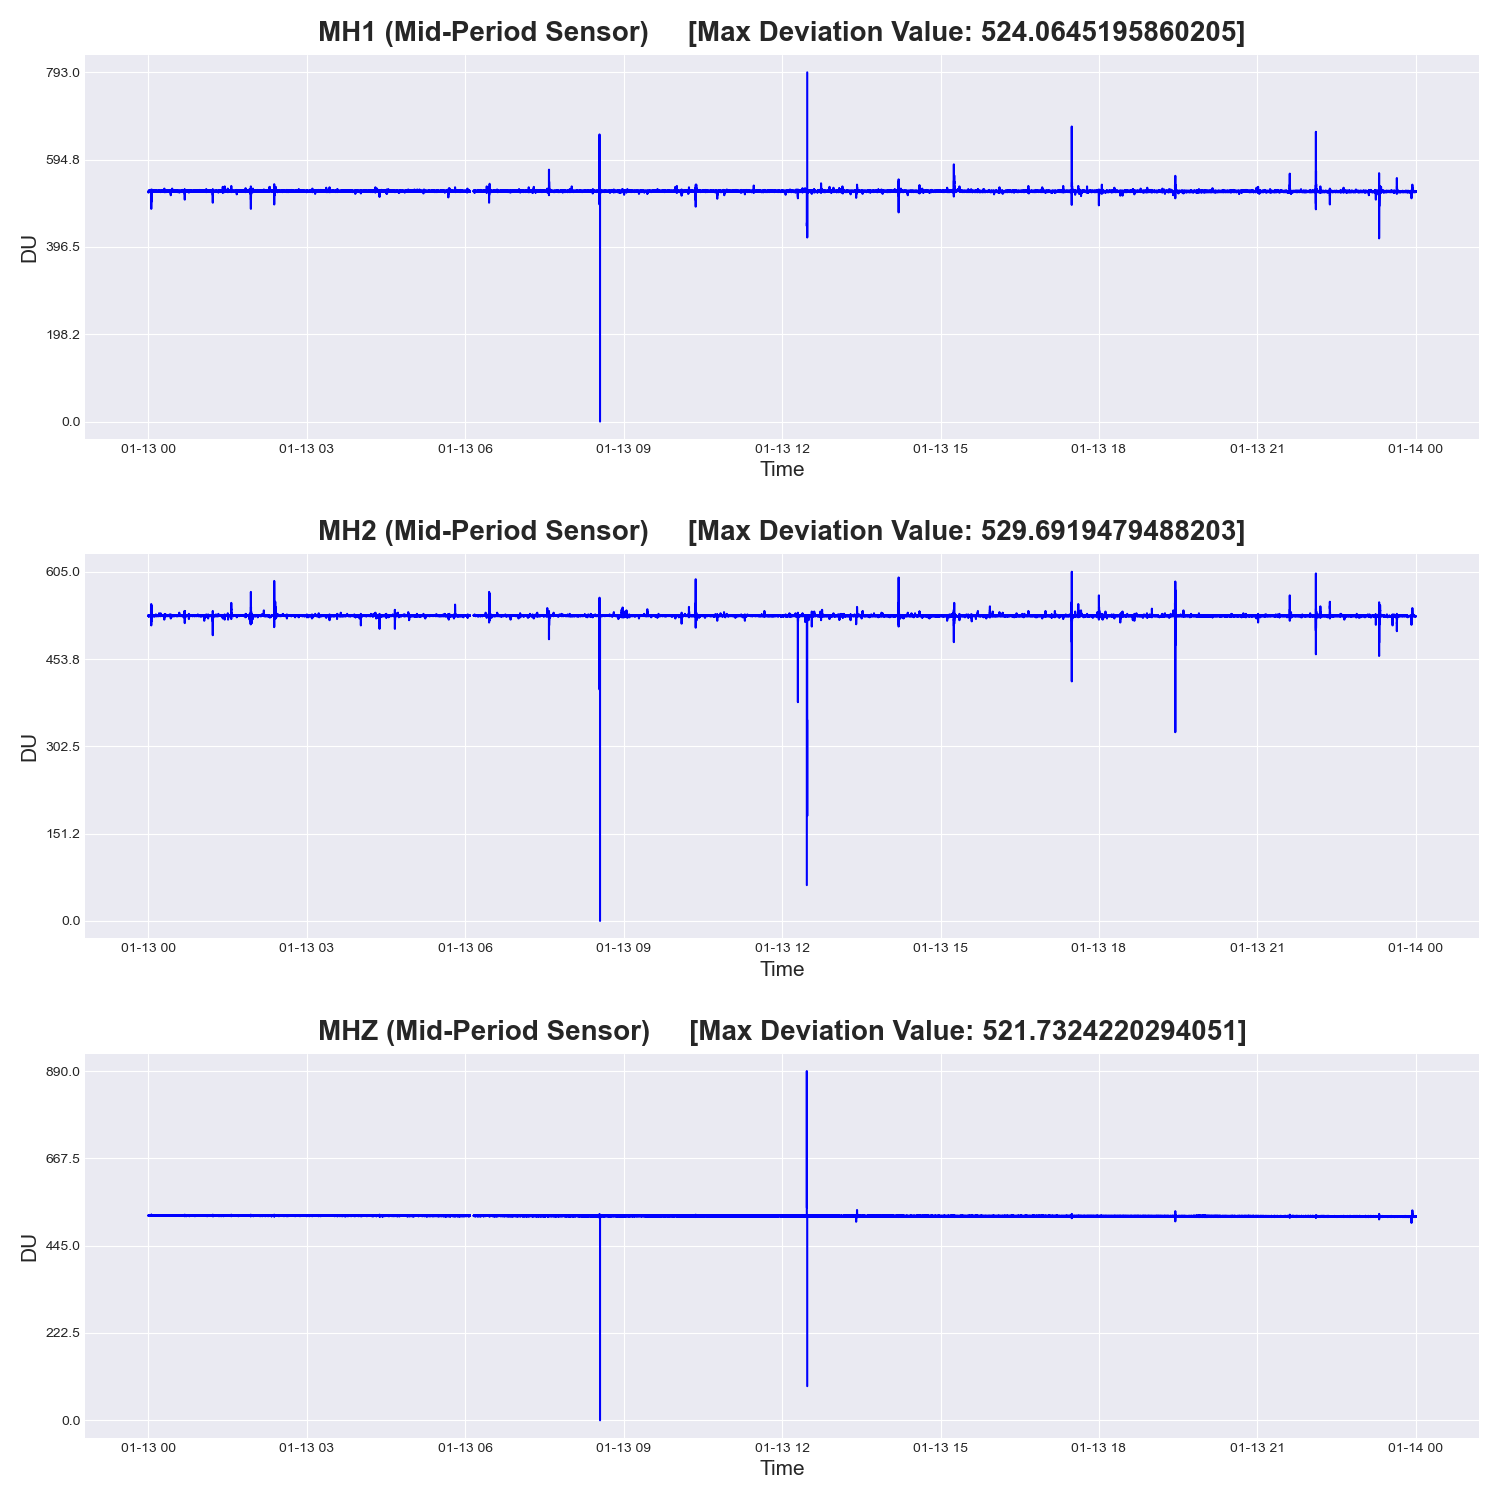 MH1 (Mid-Period Sensor) [Max Deviation Value: 524.0645195860205]
793.0
594.8
396.5
198.2
0.0
DU
01-13 00 01-13 03 01-13 06 01-13 09 01-13 12 01-13 15 01-13 18 01-13 21 01-14 00
Time
MH2 (Mid-Period Sensor) [Max Deviation Value: 529.6919479488203]
605.0
453.8
302.5
151.2
0.0
DU
01-13 00 01-13 03 01-13 06 01-13 09 01-13 12 01-13 15 01-13 18 01-13 21 01-14 00
Time
MHZ (Mid-Period Sensor) [Max Deviation Value: 521.7324220294051]
890.0
667.5
445.0
222.5
0.0
DU
01-13 00 01-13 03 01-13 06 01-13 09 01-13 12 01-13 15 01-13 18 01-13 21 01-14 00
Time